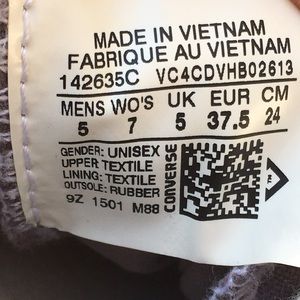 MADE IN VIETNAM
FABRIQUE AU VIETNAM
142635C VC4CDVHB02613
MENS WO'S UK EUR CM
5 7 5 37.5 24
GENDER: UNISEX
UPPER: TEXTILE
LINING: TEXTILE
OUTSOLE: RUBBER
9Z 1501 M88
CONVERSE